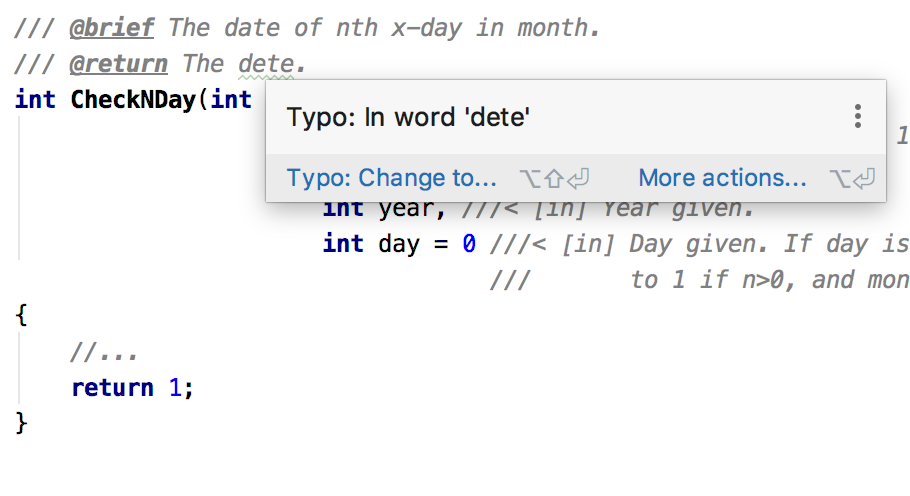 /// @brief The date of nth x-day in month.
/// @return The dete.
int CheckNDay(int
Typo: In word 'dete'
1
Typo: Change to... ⌥⇧⏎ More actions... ⌥⏎
int year, ///< [in] Year given.
int day = 0 ///< [in] Day given. If day is
/// to 1 if n>0, and mon
{
//...
return 1;
}